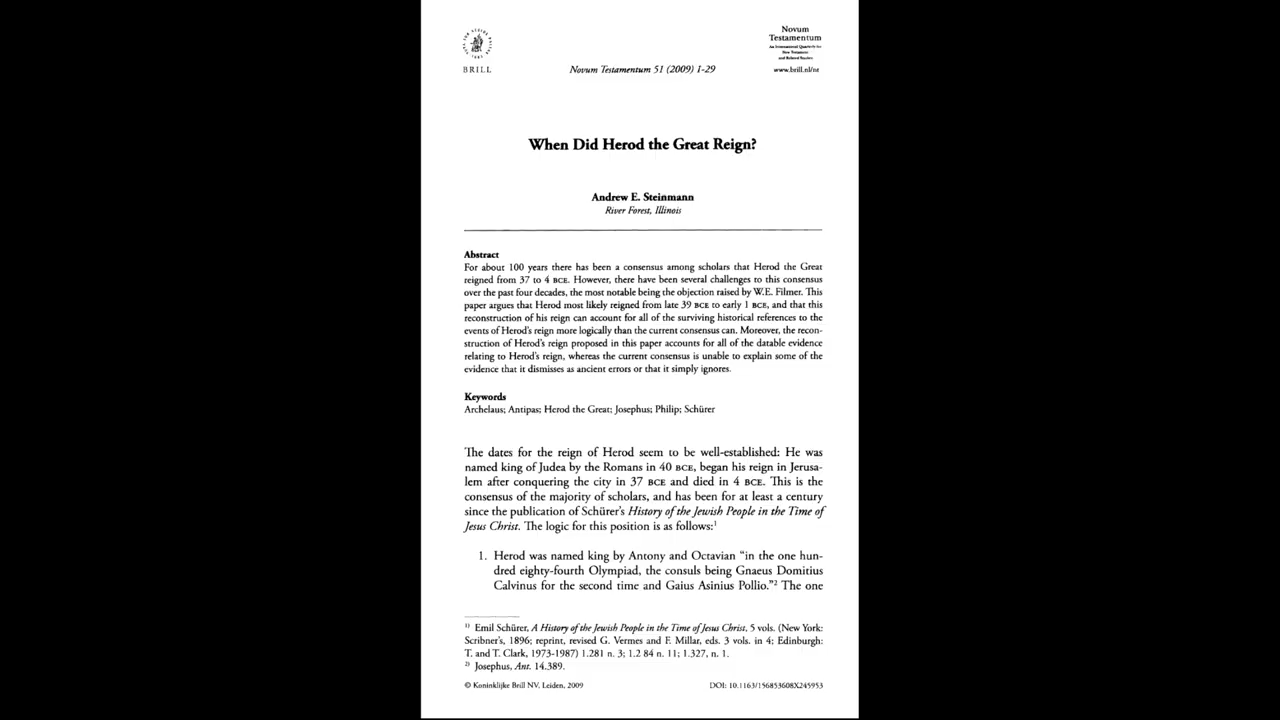 BRILL
Novum Testamentum 51 (2009) 1-29
Novum
Testamentum
An International Quarterly for
New Testament
and Related Studies
www.brill.nl/nt
When Did Herod the Great Reign?
Andrew E. Steinmann
River Forest, Illinois
Abstract
For about 100 years there has been a consensus among scholars that Herod the Great
reigned from 37 to 4 BCE. However, there have been several challenges to this consensus
over the past four decades, the most notable being the objection raised by W.E. Filmer. This
paper argues that Herod most likely reigned from late 39 BCE to early 1 BCE, and that this
reconstruction of his reign can account for all of the surviving historical references to the
events of Herod's reign more logically than the current consensus can. Moreover, the recon-
struction of Herod's reign proposed in this paper accounts for all of the datable evidence
relating to Herod's reign, whereas the current consensus is unable to explain some of the
evidence that it dismisses as ancient errors or that it simply ignores.
Keywords
Archelaus; Antipas; Herod the Great; Josephus; Philip; Schürer
The dates for the reign of Herod seem to be well-established: He was
named king of Judea by the Romans in 40 BCE, began his reign in Jerusa-
lem after conquering the city in 37 BCE and died in 4 BCE. This is the
consensus of the majority of scholars, and has been for at least a century
since the publication of Schürer's History of the Jewish People in the Time of
Jesus Christ. The logic for this position is as follows:¹
1. Herod was named king by Antony and Octavian "in the one hun-
dred eighty-fourth Olympiad, the consuls being Gnaeus Domitius
Calvinus for the second time and Gaius Asinius Pollio."² The one
¹⁾ Emil Schürer, A History of the Jewish People in the Time of Jesus Christ, 5 vols. (New York:
Scribner's, 1896; reprint, revised G. Vermes and F. Millar, eds. 3 vols. in 4; Edinburgh:
T. and T. Clark, 1973-1987) 1.281 n. 3; 1.2 84 n. 11; 1.327, n. 1.
²⁾ Josephus, Ant. 14.389.
© Koninklijke Brill NV, Leiden, 2009
DOI: 10.1163/156853608X245953